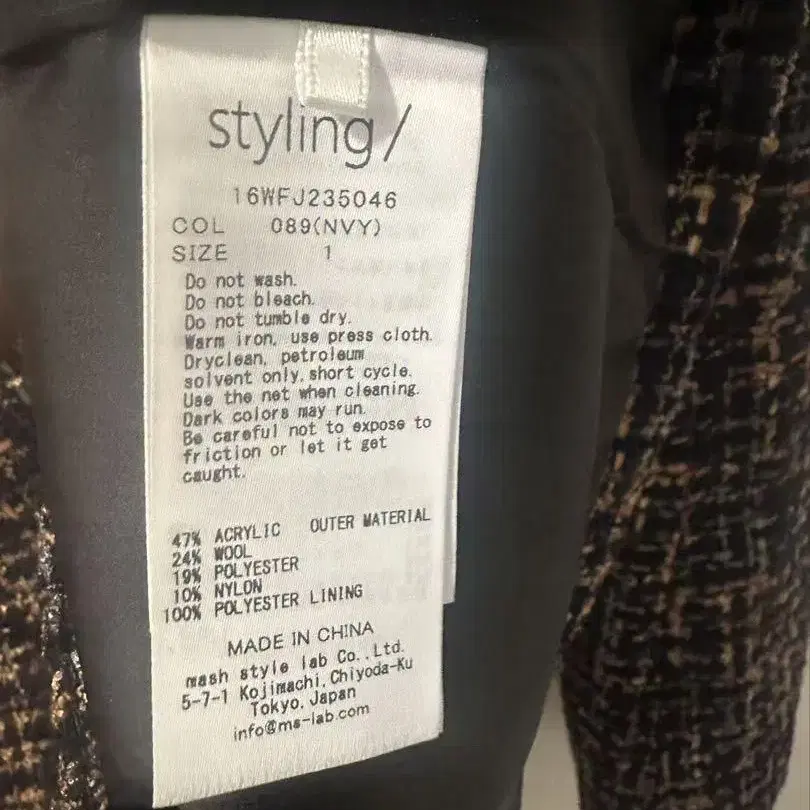 styling/
16WFJ235046
COL 089(NVY)
SIZE 1
Do not wash.
Do not bleach.
Do not tumble dry.
Warm iron, use press cloth.
Dryclean, petroleum
solvent only, short cycle.
Use the net when cleaning.
Dark colors may run.
Be careful not to expose to
friction or let it get
caught.
47% ACRYLIC OUTER MATERIAL
24% WOOL
19% POLYESTER
10% NYLON
100% POLYESTER LINING
MADE IN CHINA
mash style lab Co.,Ltd.
5-7-1 Kojimachi, Chiyoda-Ku
Tokyo, Japan
info@ms-lab.com